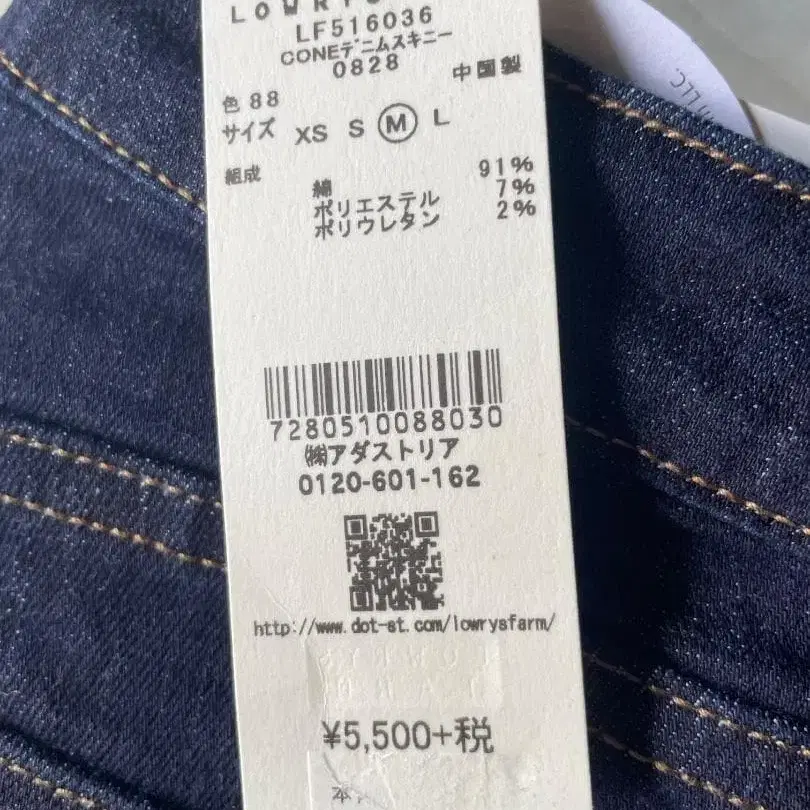 LOWRYS
LF516036
CONEデニムスキニー
0828
中国製
色 88
サイズ XS S M L
組成
綿 91%
ポリエステル 7%
ポリウレタン 2%
7280510088030
㈱アダストリア
0120-601-162
http://www.dot-st.com/lowrysfarm/
¥5,500+税
本
LLC.